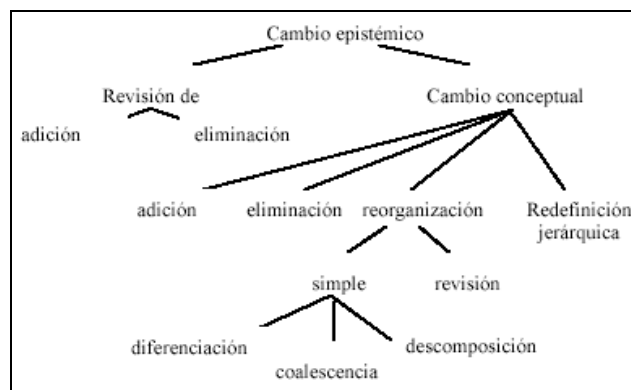 Cambio epistémico
Revisión de
Cambio conceptual
adición
eliminación
adición
eliminación
reorganización
Redefinición
jerárquica
simple
revisión
diferenciación
descomposición
coalescencia